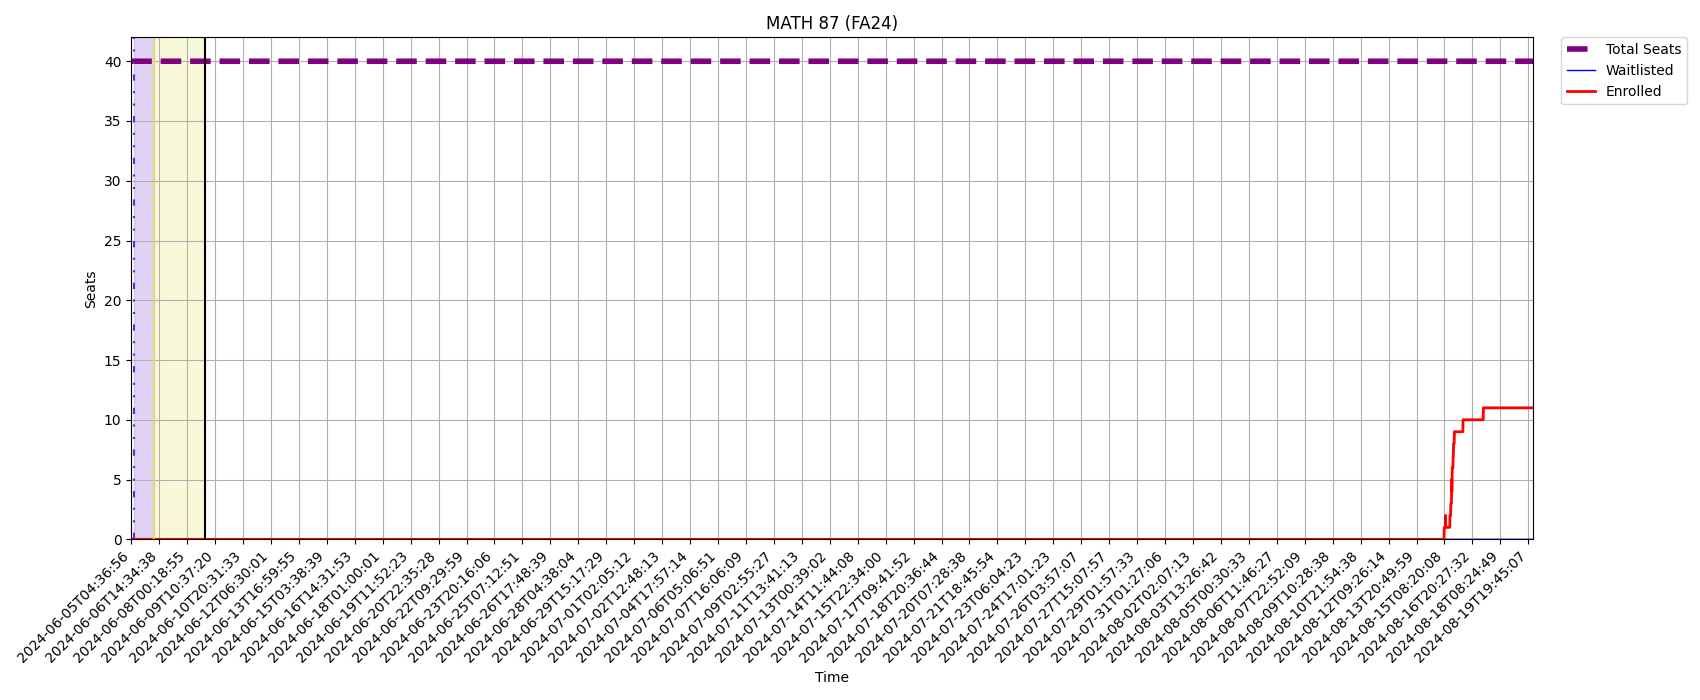 MATH 87 (FA24)
Total Seats
Waitlisted
Enrolled
Seats
40
35
30
25
20
15
10
5
0
2024-06-05T04:36:56
2024-06-06T14:34:38
2024-06-08T00:18:55
2024-06-09T10:37:20
2024-06-10T20:31:33
2024-06-12T06:30:01
2024-06-13T16:59:55
2024-06-15T03:38:39
2024-06-16T14:31:53
2024-06-18T01:00:01
2024-06-19T11:52:23
2024-06-20T22:35:28
2024-06-22T09:29:59
2024-06-23T20:16:06
2024-06-25T07:12:51
2024-06-26T17:48:39
2024-06-28T04:38:04
2024-06-29T15:17:29
2024-07-01T02:05:12
2024-07-02T12:48:13
2024-07-04T17:57:14
2024-07-06T05:06:51
2024-07-07T16:06:09
2024-07-09T02:55:27
2024-07-11T13:41:13
2024-07-13T00:39:02
2024-07-14T11:44:08
2024-07-15T22:34:00
2024-07-17T09:41:52
2024-07-18T20:36:44
2024-07-20T07:28:38
2024-07-21T18:45:54
2024-07-23T06:04:23
2024-07-24T17:01:23
2024-07-26T03:57:07
2024-07-27T15:07:57
2024-07-29T01:57:33
2024-07-31T01:27:06
2024-08-02T02:07:13
2024-08-03T13:26:42
2024-08-05T00:30:33
2024-08-06T11:46:27
2024-08-07T22:52:09
2024-08-09T10:28:38
2024-08-10T21:54:38
2024-08-12T09:26:14
2024-08-13T20:49:59
2024-08-15T08:20:08
2024-08-16T20:27:32
2024-08-18T08:24:49
2024-08-19T19:45:07
Time